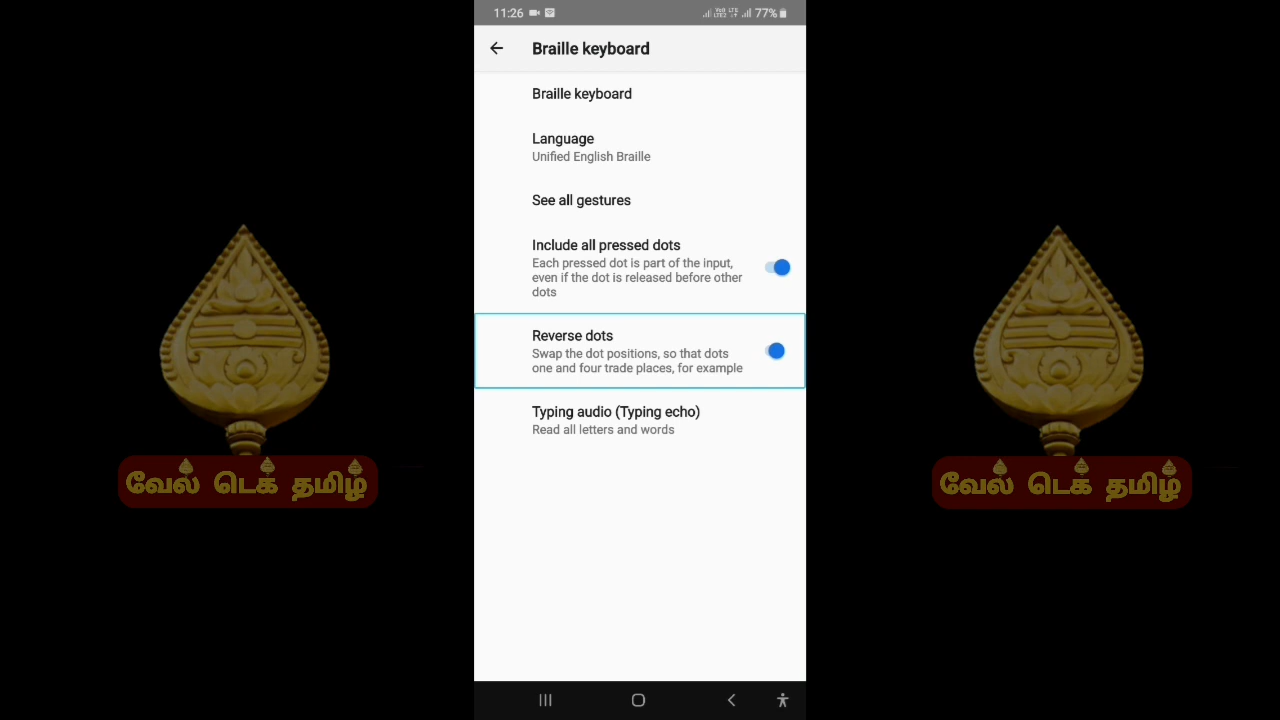 11:26
77%
Braille keyboard
Braille keyboard
Language
Unified English Braille
See all gestures
Include all pressed dots
Each pressed dot is part of the input,
even if the dot is released before other
dots
Reverse dots
Swap the dot positions, so that dots
one and four trade places, for example
Typing audio (Typing echo)
Read all letters and words
வேல் டெக் தமிழ்
வேல் டெக் தமிழ்